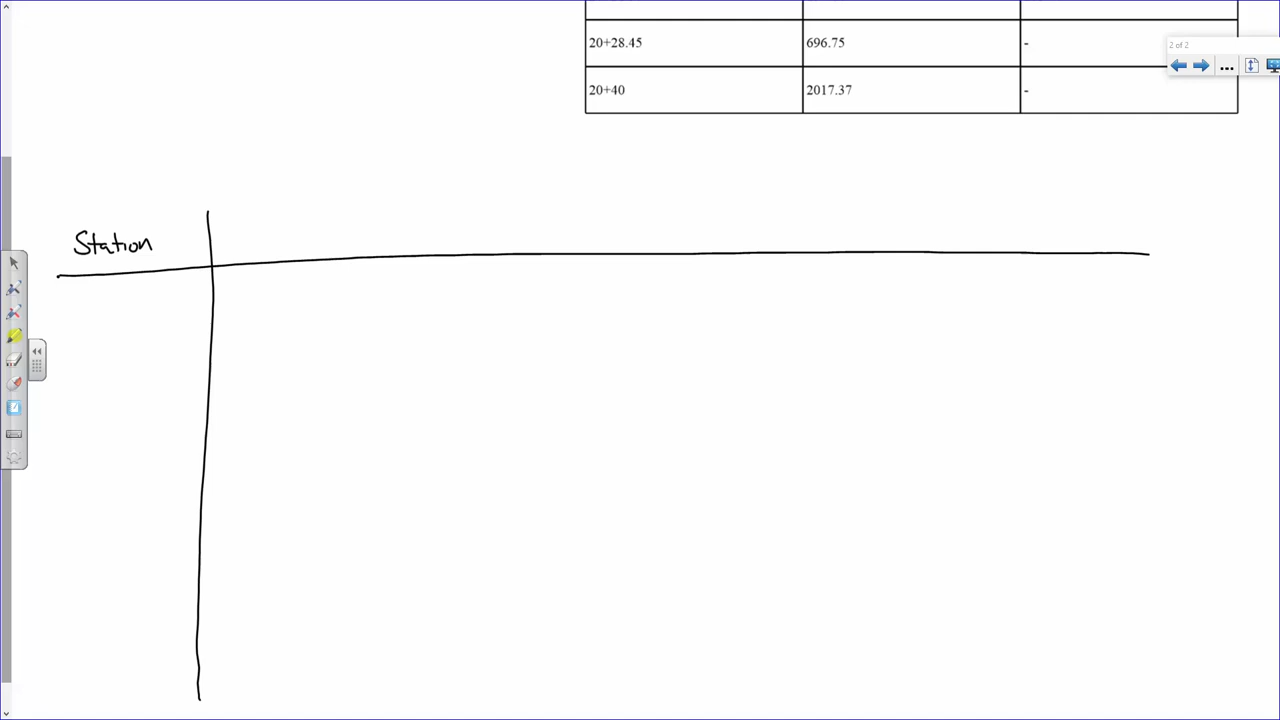 20+28.45 696.75 -
2 of 2
20+40 2017.37 -
Station